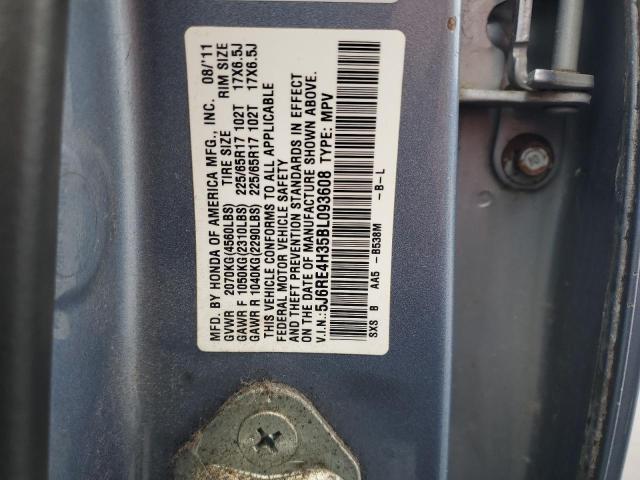 MFD. BY HONDA OF AMERICA MFG., INC. 08/'11
GVWR 2070KG(4560LBS) TIRE SIZE RIM SIZE
GAWR F 1050KG(2310LBS) 225/65R17 102T 17X6.5J
GAWR R 1040KG(2290LBS) 225/65R17 102T 17X6.5J
THIS VEHICLE CONFORMS TO ALL APPLICABLE
FEDERAL MOTOR VEHICLE SAFETY
AND THEFT PREVENTION STANDARDS IN EFFECT
ON THE DATE OF MANUFACTURE SHOWN ABOVE.
V.I.N.: 5J6RE4H35BL093608 TYPE: MPV
SXS B AA5 -B538M -B-L